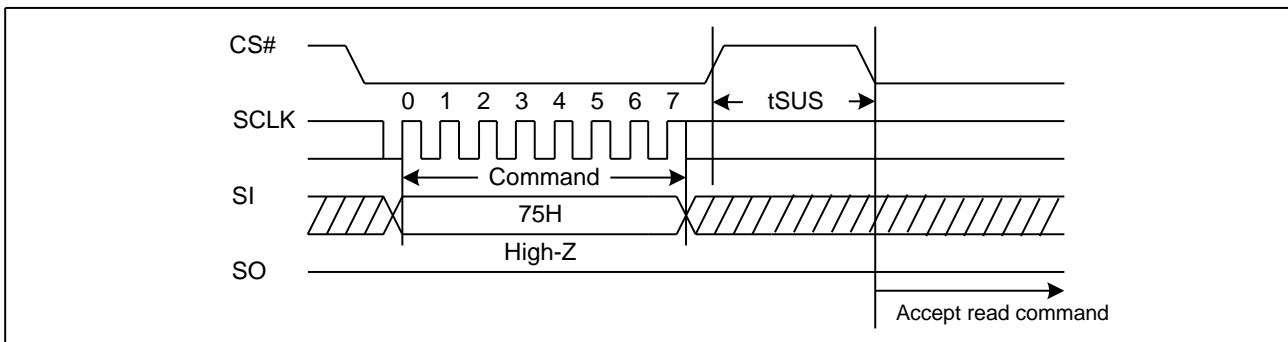 CS#
0 1 2 3 4 5 6 7
tSUS
SCLK
Command
SI
75H
High-Z
SO
Accept read command